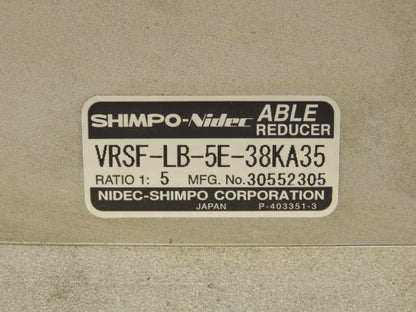 SHIMPO-Nidec ABLE REDUCER
VRSF-LB-5E-38KA35
RATIO 1: 5 MFG. No. 30552305
NIDEC-SHIMPO CORPORATION
JAPAN P-403351-3